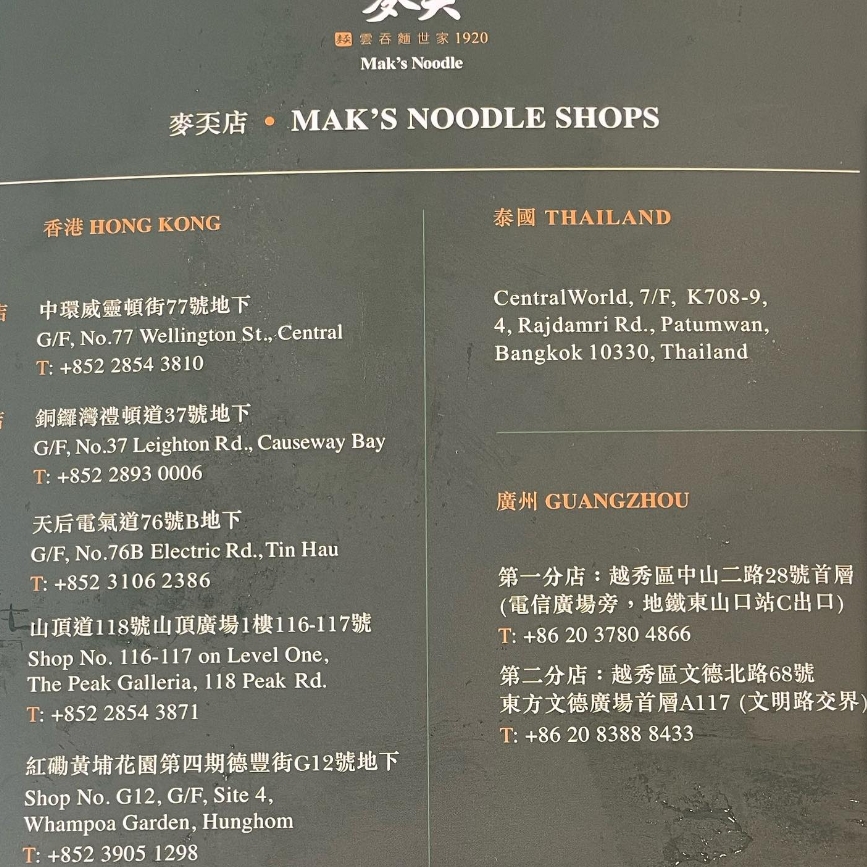 雲吞麵世家1920
Mak's Noodle
麥奀店 • MAK'S NOODLE SHOPS
香港 HONG KONG
店
中環威靈頓街77號地下
G/F, No.77 Wellington St., Central
T: +852 2854 3810
銅鑼灣禮頓道37號地下
G/F, No.37 Leighton Rd., Causeway Bay
T: +852 2893 0006
天后電氣道76號B地下
G/F, No.76B Electric Rd., Tin Hau
T: +852 3106 2386
山頂道118號山頂廣場1樓116-117號
Shop No. 116-117 on Level One,
The Peak Galleria, 118 Peak Rd.
T: +852 2854 3871
紅磡黃埔花園第四期德豐街G12號地下
Shop No. G12, G/F, Site 4,
Whampoa Garden, Hunghom
T: +852 3905 1298
泰國 THAILAND
CentralWorld, 7/F, K708-9,
4, Rajdamri Rd., Patumwan,
Bangkok 10330, Thailand
廣州 GUANGZHOU
第一分店：越秀區中山二路28號首層
(電信廣場旁，地鐵東山口站C出口)
T: +86 20 3780 4866
第二分店：越秀區文德北路68號
東方文德廣場首層A117 (文明路交界)
T: +86 20 8388 8433